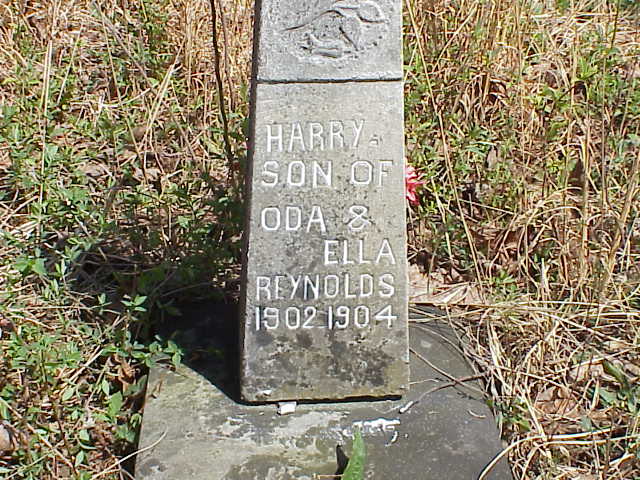 HARRY
SON OF
ODA &
ELLA
REYNOLDS
1902 1904